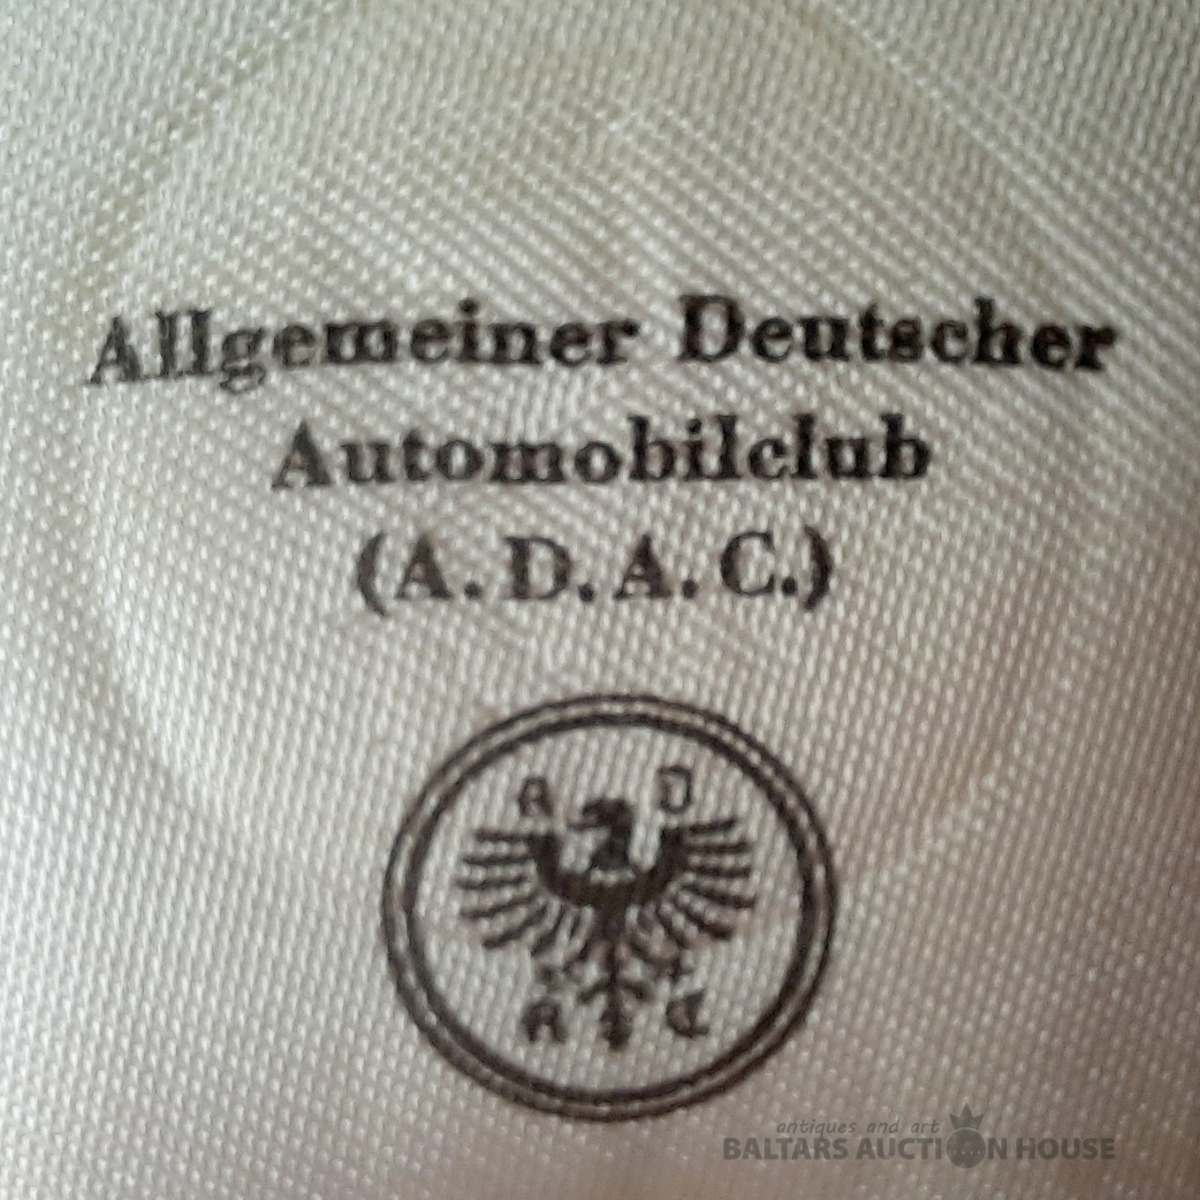 Allgemeiner Deutscher
Automobilclub
(A. D. A. C.)
A D
A C
antiques and art
BALTARS AUCTION HOUSE